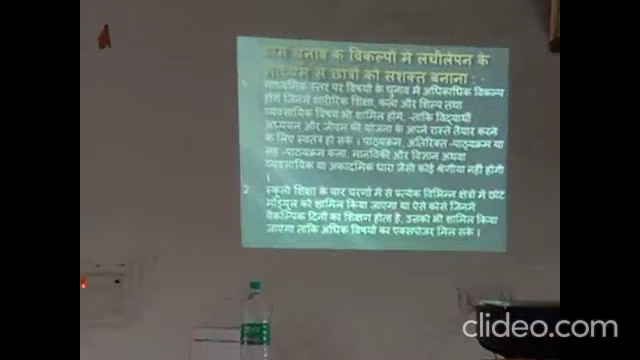 चुनाव के विकल्पों में लचीलेपन के
माध्यम से छात्रों को सशक्त बनाना : -
1 माध्यमिक स्तर पर विषयों के चुनाव में अधिकाधिक विकल्प
होंगे जिनमें शारीरिक शिक्षा, कला और शिल्प तथा
व्यवसायिक विषय भी शामिल होंगे, -ताकि विद्यार्थी
अध्ययन और जीवन की योजना के अपने रास्ते तैयार करने
के लिए स्वतंत्र हो सके । पाठ्यक्रम, अतिरिक्त -पाठ्यक्रम या
सह -पाठ्यक्रम कला, मानविकी और विज्ञान अथवा
व्यवसायिक या अकादमिक धारा जैसी कोई श्रेणीया नहीं होगी
।
2 स्कूली शिक्षा के चार चरणों में से प्रत्येक विभिन्न क्षेत्रों में छोटे
मॉड्यूल को शामिल किया जाएगा या ऐसे कोर्स जिनमें
वैकल्पिक दिनों का शिक्षण होता है, उनको भी शामिल किया
जाएगा ताकि अधिक विषयों का एक्सपोजर मिल सके ।
clideo.com